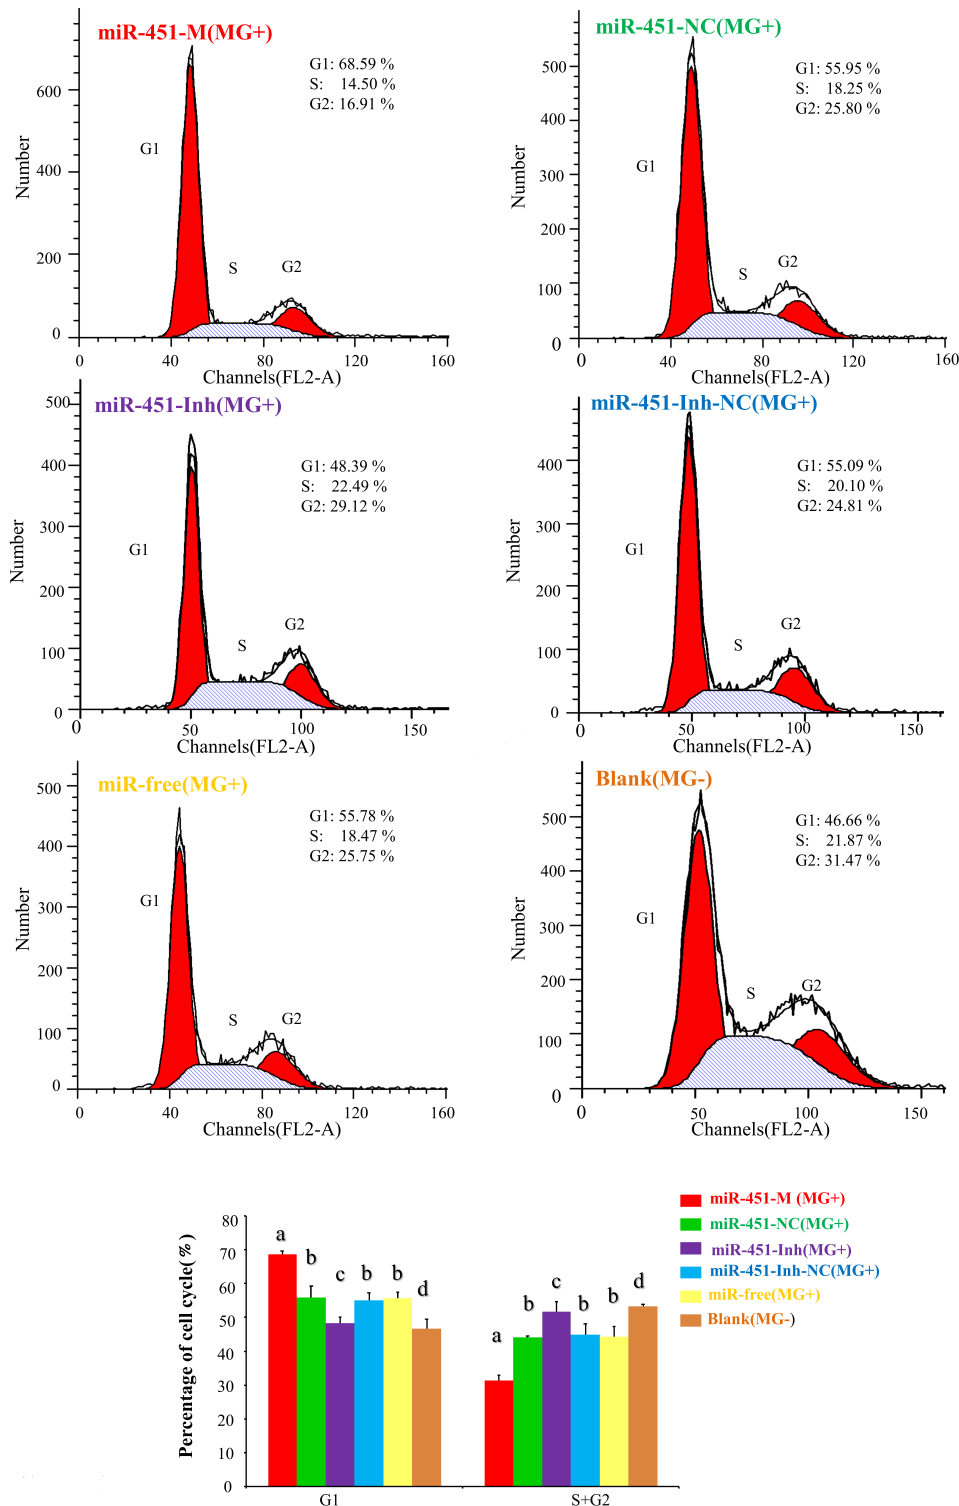 miR-451-M(MG+)
G1: 68.59 %
S: 14.50 %
G2: 16.91 %
600
400
200
0
Number
G1
S
G2
0
40
80
120
160
Channels(FL2-A)
miR-451-NC(MG+)
G1: 55.95 %
S: 18.25 %
G2: 25.80 %
500
400
300
200
100
0
Number
G1
S
G2
0
40
80
120
160
Channels(FL2-A)
miR-451-Inh(MG+)
G1: 48.39 %
S: 22.49 %
G2: 29.12 %
500
400
300
200
100
0
Number
G1
S
G2
0
50
100
150
Channels(FL2-A)
miR-451-Inh-NC(MG+)
G1: 55.09 %
S: 20.10 %
G2: 24.81 %
400
300
200
100
0
Number
G1
S
G2
0
50
100
150
Channels(FL2-A)
miR-free(MG+)
G1: 55.78 %
S: 18.47 %
G2: 25.75 %
500
400
300
200
100
0
Number
G1
S
G2
0
40
80
120
160
Channels(FL2-A)
Blank(MG-)
G1: 46.66 %
S: 21.87 %
G2: 31.47 %
500
400
300
200
100
0
Number
G1
S
G2
0
50
100
150
Channels(FL2-A)
Percentage of cell cycle(%)
80
70
60
50
40
30
20
10
0
a
b
c
b
b
d
a
b
c
b
b
d
G1
S+G2
miR-451-M (MG+)
miR-451-NC(MG+)
miR-451-Inh(MG+)
miR-451-Inh-NC(MG+)
miR-free(MG+)
Blank(MG-)